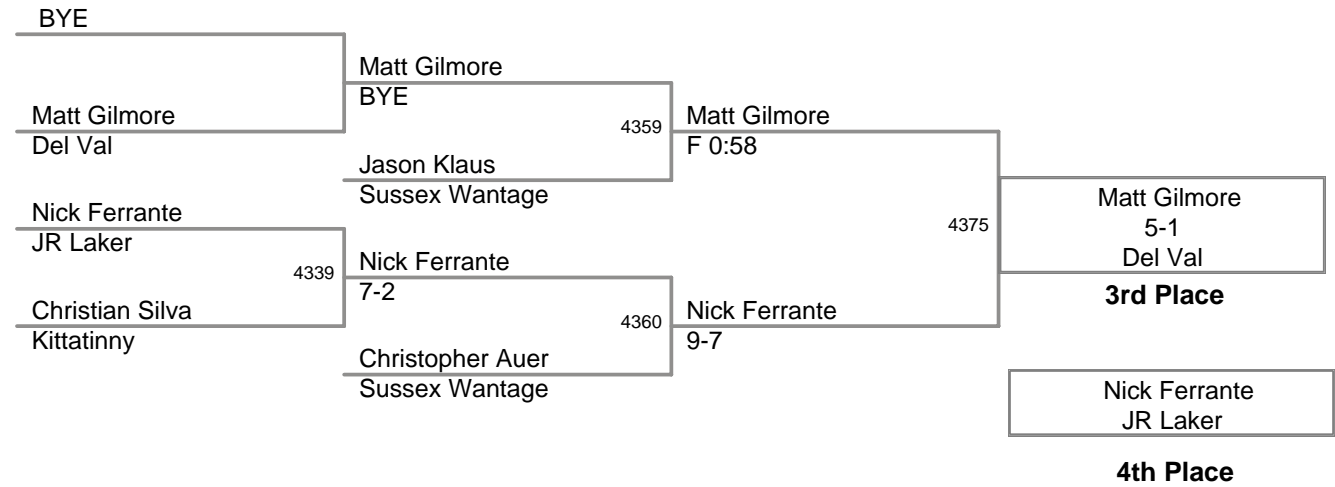 BYE
Matt Gilmore
BYE
Matt Gilmore
Del Val
4359
Matt Gilmore
F 0:58
Jason Klaus
Sussex Wantage
Nick Ferrante
JR Laker
4339
Nick Ferrante
7-2
Christian Silva
Kittatinny
4360
Nick Ferrante
9-7
Christopher Auer
Sussex Wantage
4375
Matt Gilmore
5-1
Del Val
3rd Place
Nick Ferrante
JR Laker
4th Place